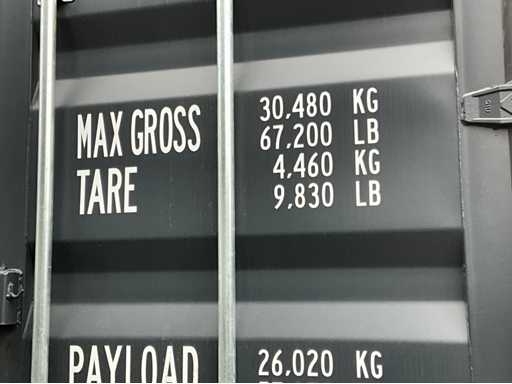 MAX GROSS 30,480 KG
67,200 LB
TARE 4,460 KG
9,830 LB
PAYLOAD 26,020 KG